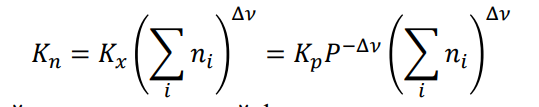 K_n = K_x (∑_i n_i)^{Δν} = K_p P^{−Δν} (∑_i n_i)^{Δν}